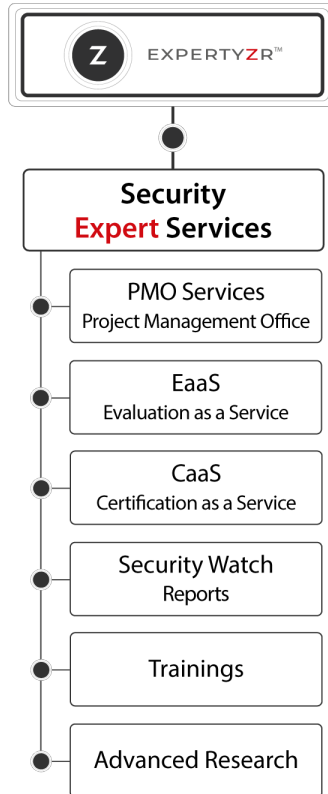 Z EXPERTYZR™
Security
Expert Services
PMO Services
Project Management Office
EaaS
Evaluation as a Service
CaaS
Certification as a Service
Security Watch
Reports
Trainings
Advanced Research